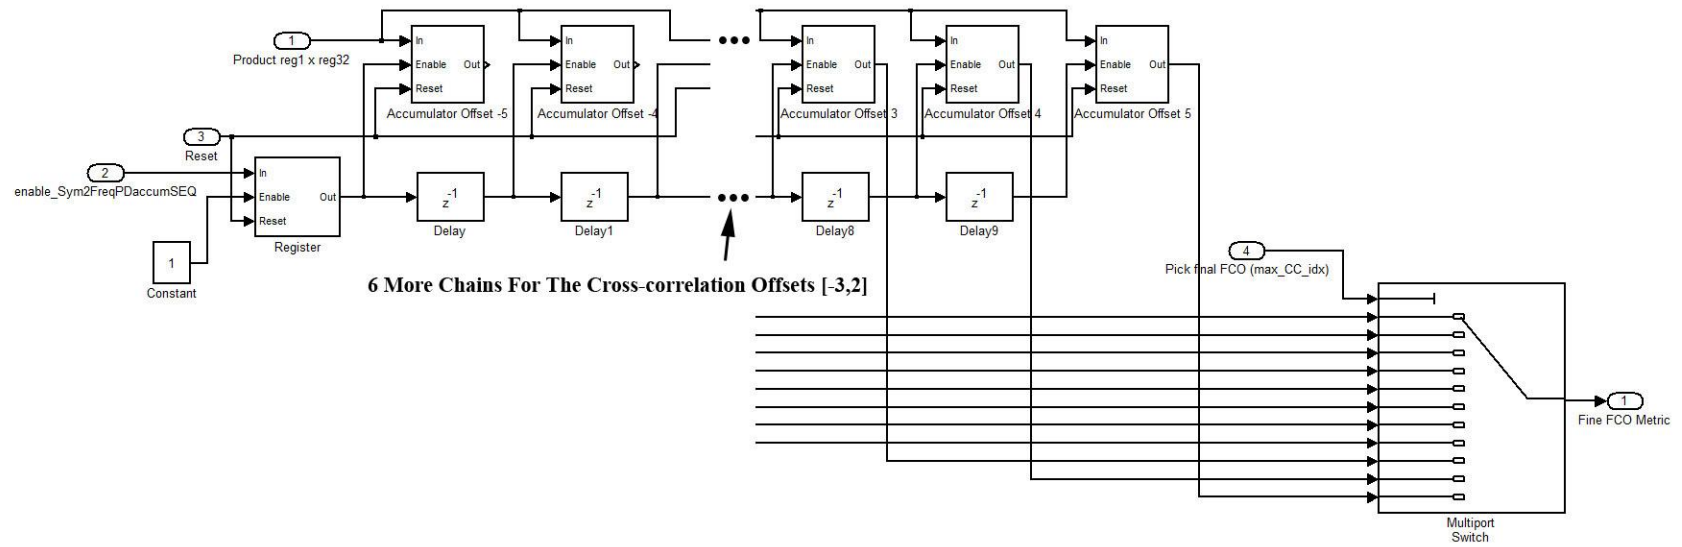 1
Product reg1 x reg32
In
Enable
Reset
Out
Accumulator Offset -5
In
Enable
Reset
Out
Accumulator Offset -4
In
Enable
Reset
Out
Accumulator Offset 3
In
Enable
Reset
Out
Accumulator Offset 4
In
Enable
Reset
Out
Accumulator Offset 5
3
Reset
2
enable_Sym2FreqPDaccumSEQ
In
Enable
Reset
Out
Register
1
Constant
-1
z
Delay
-1
z
Delay1
-1
z
Delay8
-1
z
Delay9
6 More Chains For The Cross-correlation Offsets [-3,2]
4
Pick final FCO (max_CC_idx)
Multiport
Switch
1
Fine FCO Metric